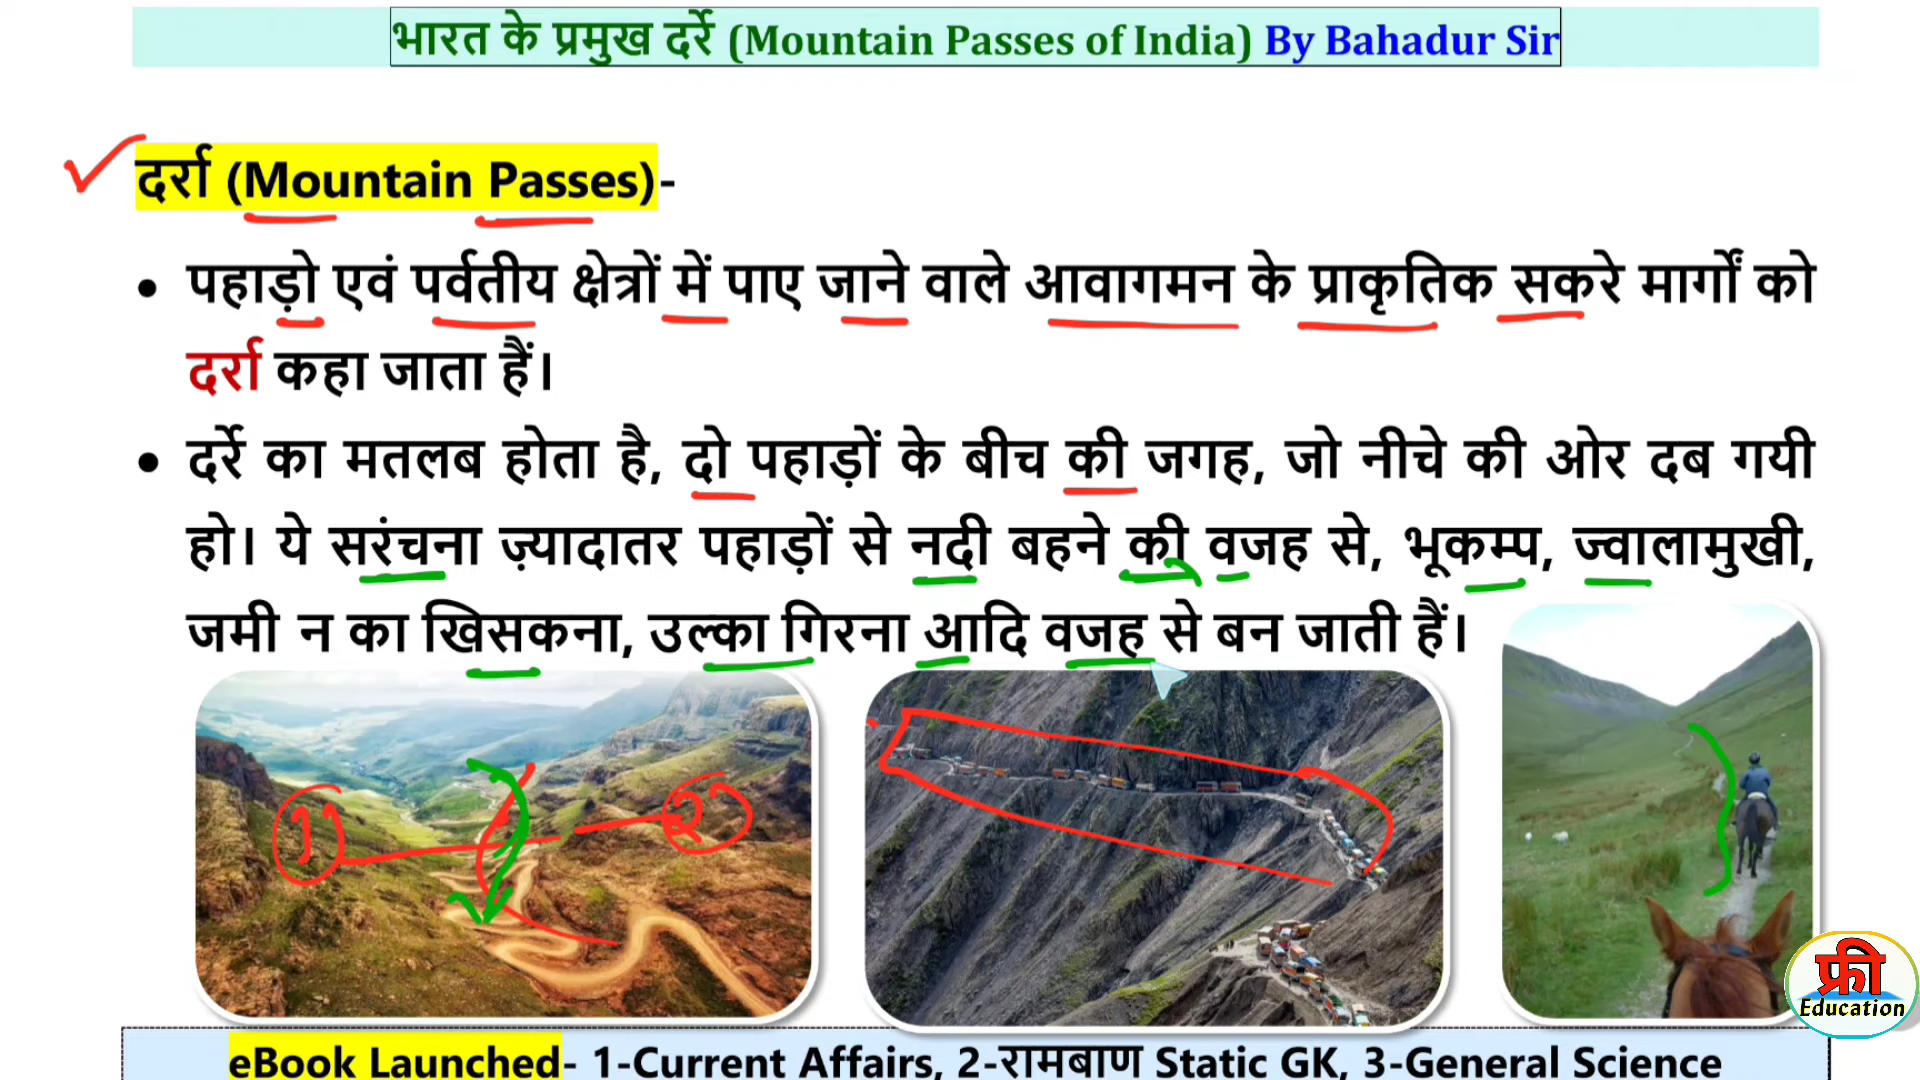 भारत के प्रमुख दर्रे (Mountain Passes of India) By Bahadur Sir
दर्रा (Mountain Passes)-
• पहाड़ो एवं पर्वतीय क्षेत्रों में पाए जाने वाले आवागमन के प्राकृतिक सकरे मार्गों को
दर्रा कहा जाता हैं।
• दर्रे का मतलब होता है, दो पहाड़ों के बीच की जगह, जो नीचे की ओर दब गयी
हो। ये सरंचना ज़्यादातर पहाड़ों से नदी बहने की वजह से, भूकम्प, ज्वालामुखी,
जमी न का खिसकना, उल्का गिरना आदि वजह से बन जाती हैं।
फ्री
Education
eBook Launched- 1-Current Affairs, 2-रामबाण Static GK, 3-General Science